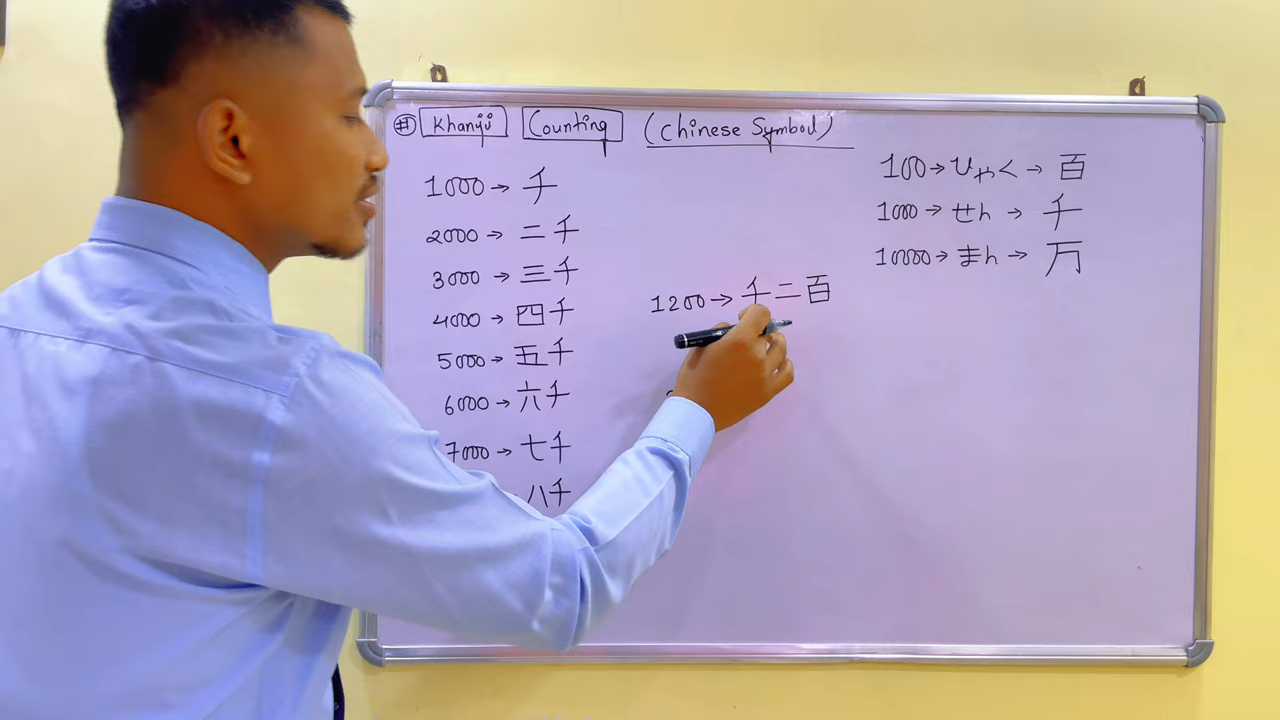 # Khanji Counting (Chinese Symbol)
1000 → 千
2000 → 二千
3000 → 三千
4000 → 四千
5000 → 五千
6000 → 六千
7000 → 七千
八千
1200 → 千二百
100 → ひゃく → 百
1000 → せん → 千
10000 → まん → 万